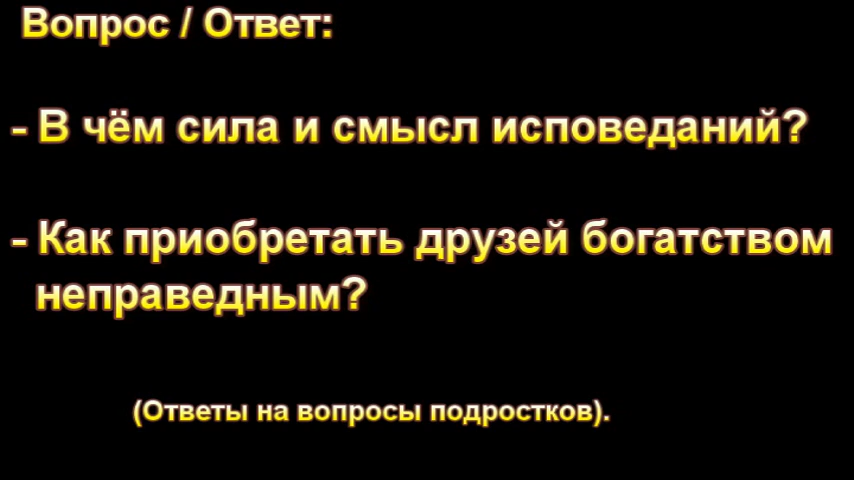 Вопрос / Ответ:
- В чём сила и смысл исповеданий?
- Как приобретать друзей богатством
неправедным?
(Ответы на вопросы подростков).